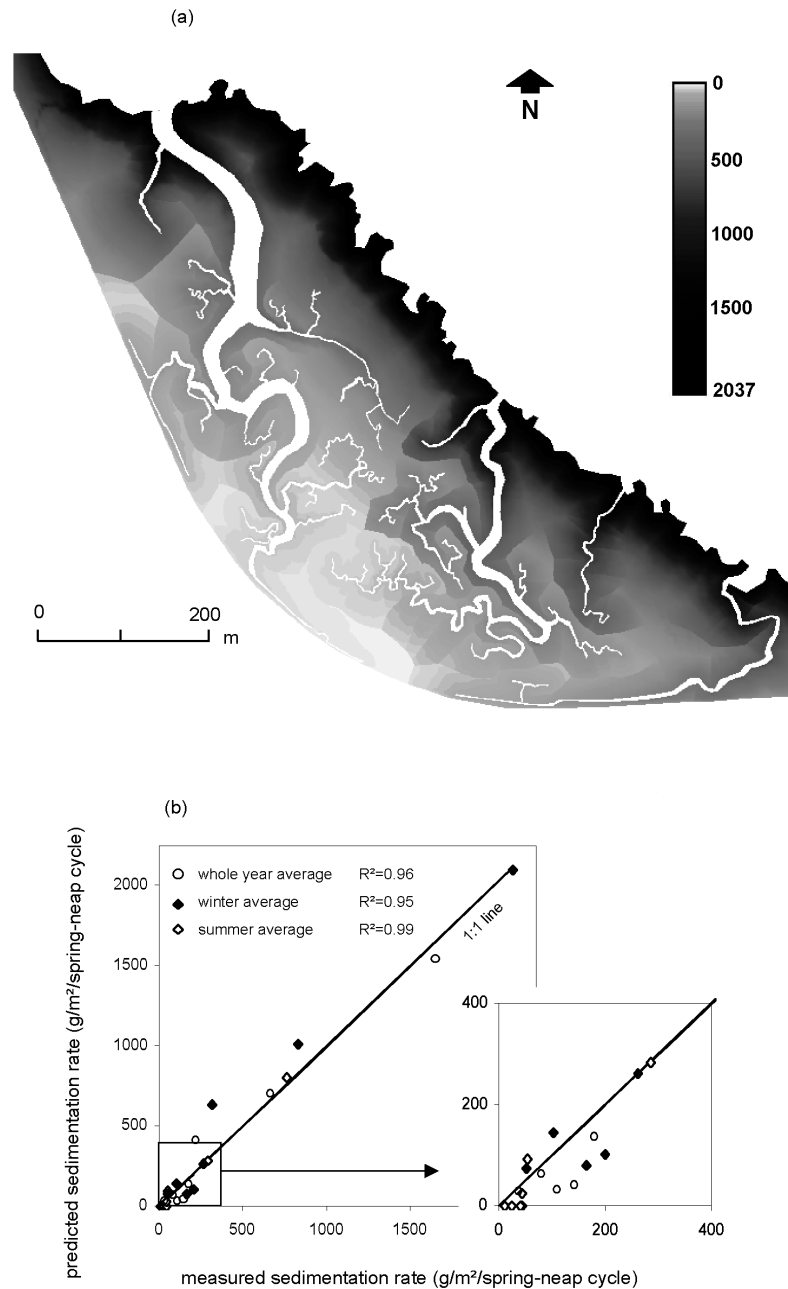 (a)
N
0
500
1000
1500
2037
0 200
m
(b)
predicted sedimentation rate (g/m²/spring-neap cycle)
2000
1500
1000
500
0
whole year average R²=0.96
winter average R²=0.95
summer average R²=0.99
1:1 line
0 500 1000 1500
400
200
0
0 200 400
measured sedimentation rate (g/m²/spring-neap cycle)